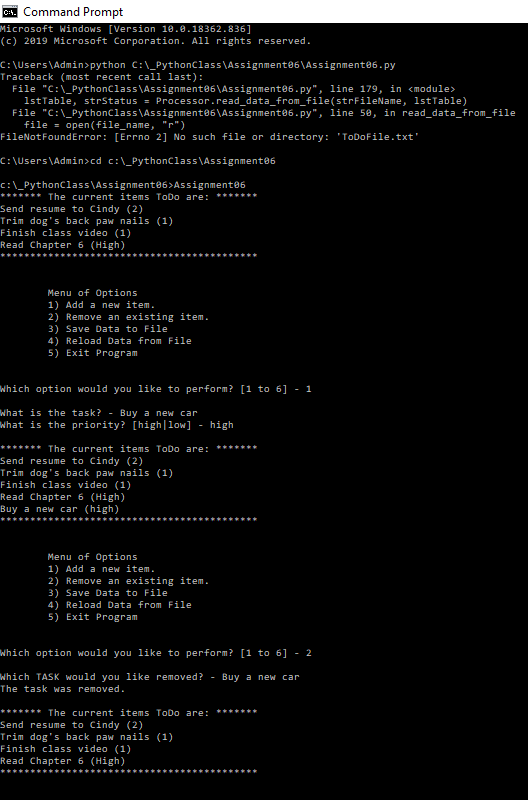 Command Prompt
Microsoft Windows [Version 10.0.18362.836]
(c) 2019 Microsoft Corporation. All rights reserved.
C:\Users\Admin>python C:\_PythonClass\Assignment06\Assignment06.py
Traceback (most recent call last):
  File "C:\_PythonClass\Assignment06\Assignment06.py", line 179, in <module>
    lstTable, strStatus = Processor.read_data_from_file(strFileName, lstTable)
  File "C:\_PythonClass\Assignment06\Assignment06.py", line 50, in read_data_from_file
    file = open(file_name, "r")
FileNotFoundError: [Errno 2] No such file or directory: 'ToDoFile.txt'
C:\Users\Admin>cd c:\_PythonClass\Assignment06
c:\_PythonClass\Assignment06>Assignment06
******* The current items ToDo are: *******
Send resume to Cindy (2)
Trim dog's back paw nails (1)
Finish class video (1)
Read Chapter 6 (High)
*******************************************
        Menu of Options
        1) Add a new item.
        2) Remove an existing item.
        3) Save Data to File
        4) Reload Data from File
        5) Exit Program
Which option would you like to perform? [1 to 6] - 1
What is the task? - Buy a new car
What is the priority? [high|low] - high
******* The current items ToDo are: *******
Send resume to Cindy (2)
Trim dog's back paw nails (1)
Finish class video (1)
Read Chapter 6 (High)
Buy a new car (high)
*******************************************
        Menu of Options
        1) Add a new item.
        2) Remove an existing item.
        3) Save Data to File
        4) Reload Data from File
        5) Exit Program
Which option would you like to perform? [1 to 6] - 2
Which TASK would you like removed? - Buy a new car
The task was removed.
******* The current items ToDo are: *******
Send resume to Cindy (2)
Trim dog's back paw nails (1)
Finish class video (1)
Read Chapter 6 (High)
*******************************************